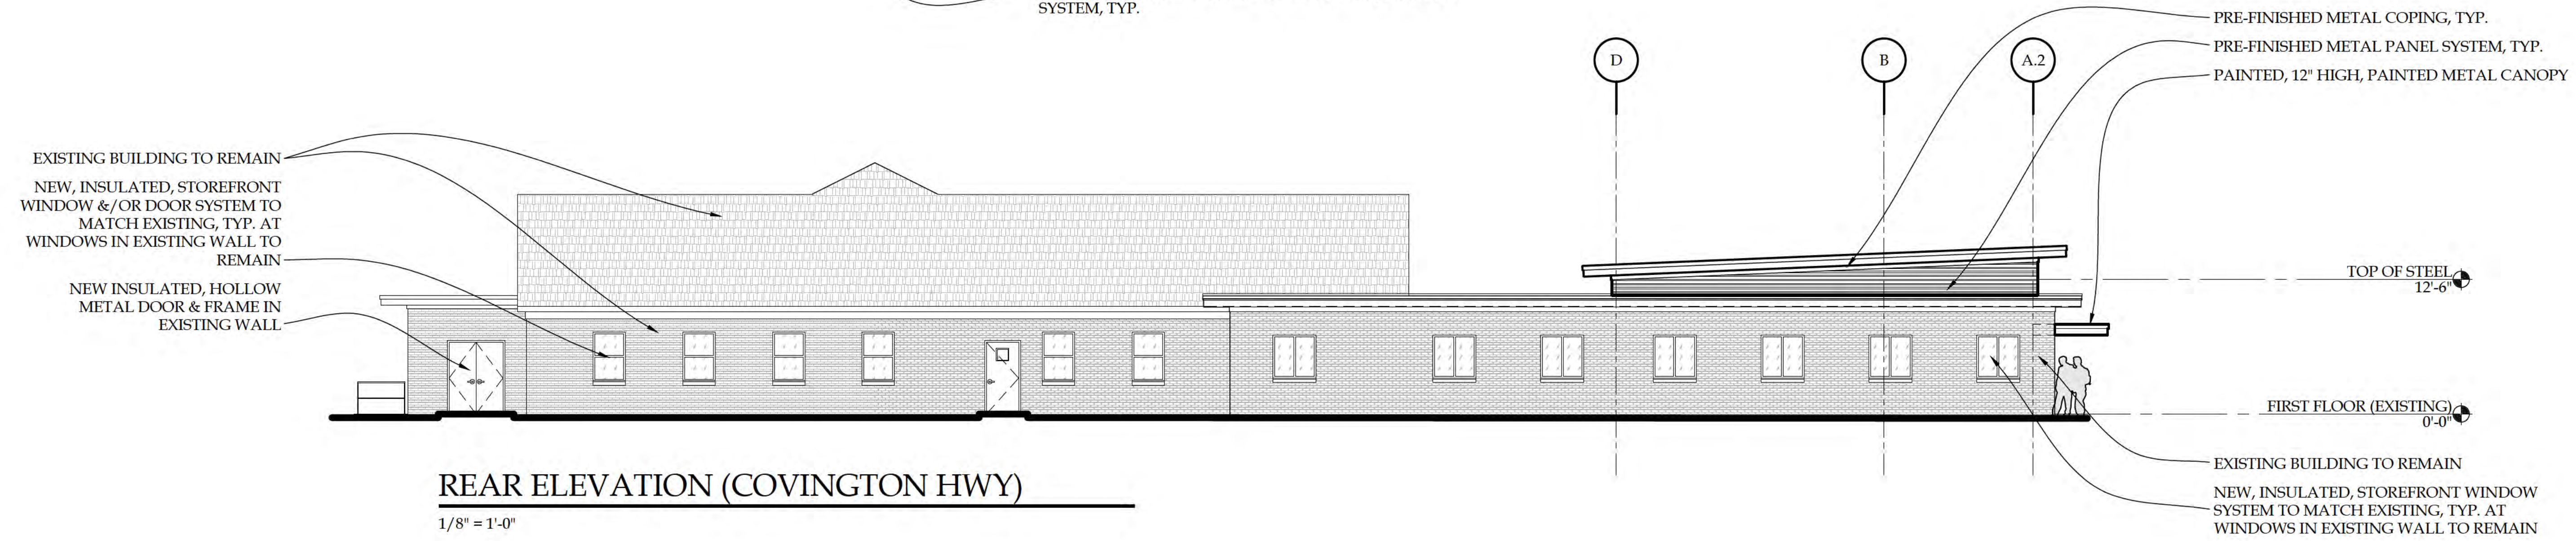 SYSTEM, TYP.
PRE-FINISHED METAL COPING, TYP.
PRE-FINISHED METAL PANEL SYSTEM, TYP.
PAINTED, 12" HIGH, PAINTED METAL CANOPY
D
B
A.2
EXISTING BUILDING TO REMAIN
NEW, INSULATED, STOREFRONT
WINDOW &/OR DOOR SYSTEM TO
MATCH EXISTING, TYP. AT
WINDOWS IN EXISTING WALL TO
REMAIN
NEW INSULATED, HOLLOW
METAL DOOR & FRAME IN
EXISTING WALL
TOP OF STEEL
12'-6"
FIRST FLOOR (EXISTING)
0'-0"
EXISTING BUILDING TO REMAIN
NEW, INSULATED, STOREFRONT WINDOW
SYSTEM TO MATCH EXISTING, TYP. AT
WINDOWS IN EXISTING WALL TO REMAIN
REAR ELEVATION (COVINGTON HWY)
1/8" = 1'-0"